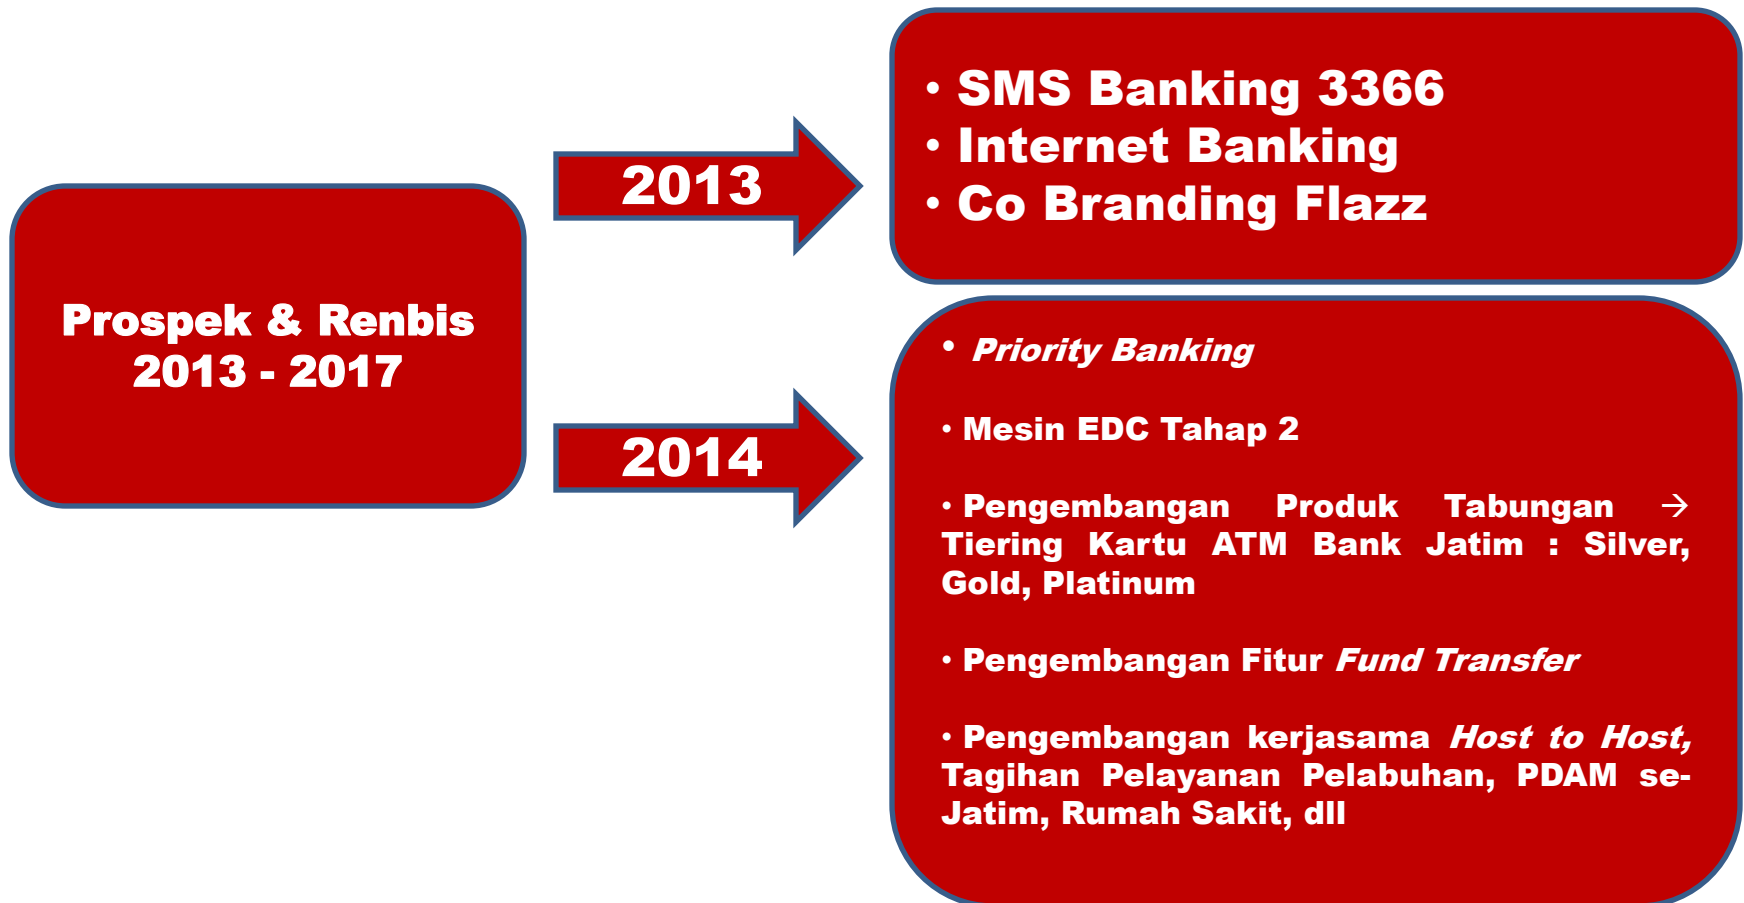 Prospek & Renbis
2013 - 2017
2013
• SMS Banking 3366
• Internet Banking
• Co Branding Flazz
2014
• Priority Banking
• Mesin EDC Tahap 2
• Pengembangan Produk Tabungan →
Tiering Kartu ATM Bank Jatim : Silver,
Gold, Platinum
• Pengembangan Fitur Fund Transfer
• Pengembangan kerjasama Host to Host,
Tagihan Pelayanan Pelabuhan, PDAM se-
Jatim, Rumah Sakit, dll